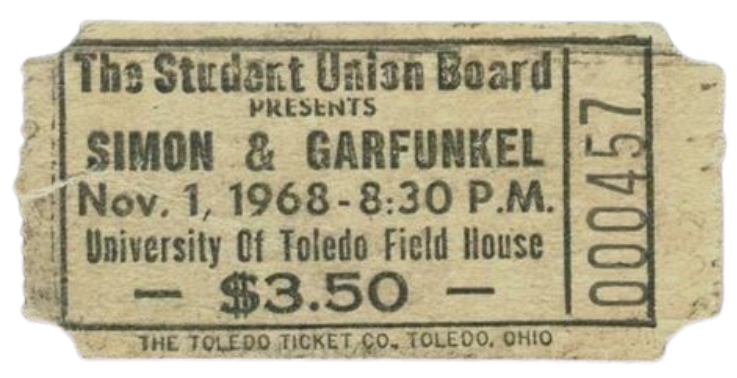 The Student Union Board
PRESENTS
SIMON & GARFUNKEL
Nov. 1, 1968 - 8:30 P.M.
University Of Toledo Field House
— $3.50 —
THE TOLEDO TICKET CO., TOLEDO, OHIO
000457